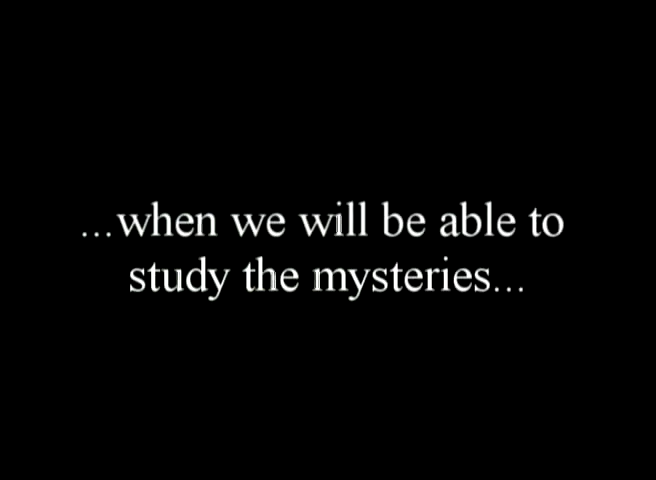 ...when we will be able to
study the mysteries...